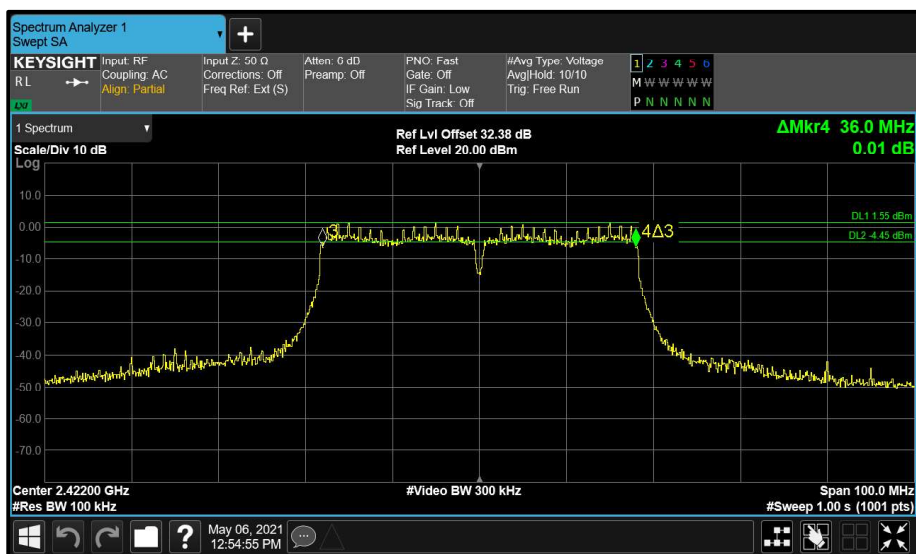 Spectrum Analyzer 1
Swept SA
KEYSIGHT
RL
LXI
Input: RF
Coupling: AC
Align: Partial
Input Z: 50 Ω
Corrections: Off
Freq Ref: Ext (S)
Atten: 6 dB
Preamp: Off
PNO: Fast
Gate: Off
IF Gain: Low
Sig Track: Off
#Avg Type: Voltage
Avg|Hold: 10/10
Trig: Free Run
1 2 3 4 5 6
M W W W W W
P N N N N N
1 Spectrum
Scale/Div 10 dB
Ref Lvl Offset 32.38 dB
Ref Level 20.00 dBm
ΔMkr4 36.0 MHz
0.01 dB
Log
10.0
0.00
-10.0
-20.0
-30.0
-40.0
-50.0
-60.0
-70.0
DL1 1.55 dBm
DL2 -4.45 dBm
3
4Δ3
Center 2.42200 GHz
#Res BW 100 kHz
#Video BW 300 kHz
Span 100.0 MHz
#Sweep 1.00 s (1001 pts)
?
May 06, 2021
12:54:55 PM